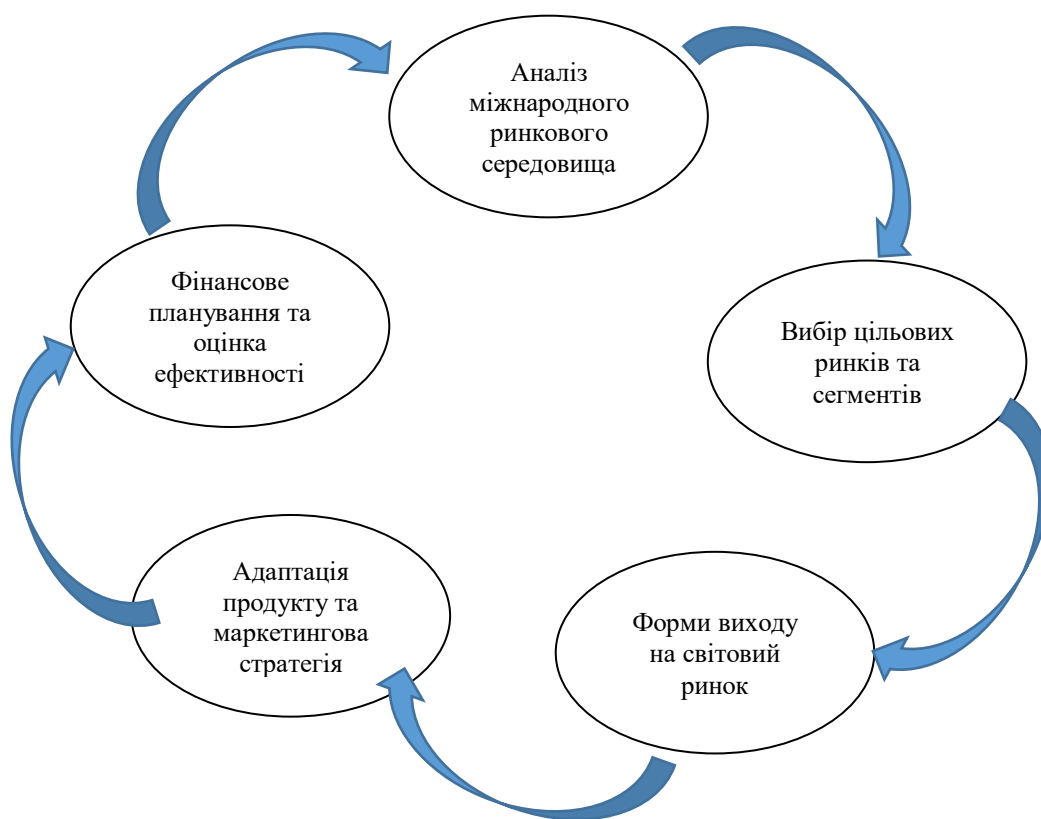 Аналіз
міжнародного
ринкового
середовища
Вибір цільових
ринків та
сегментів
Форми виходу
на світовий
ринок
Адаптація
продукту та
маркетингова
стратегія
Фінансове
планування та
оцінка
ефективності